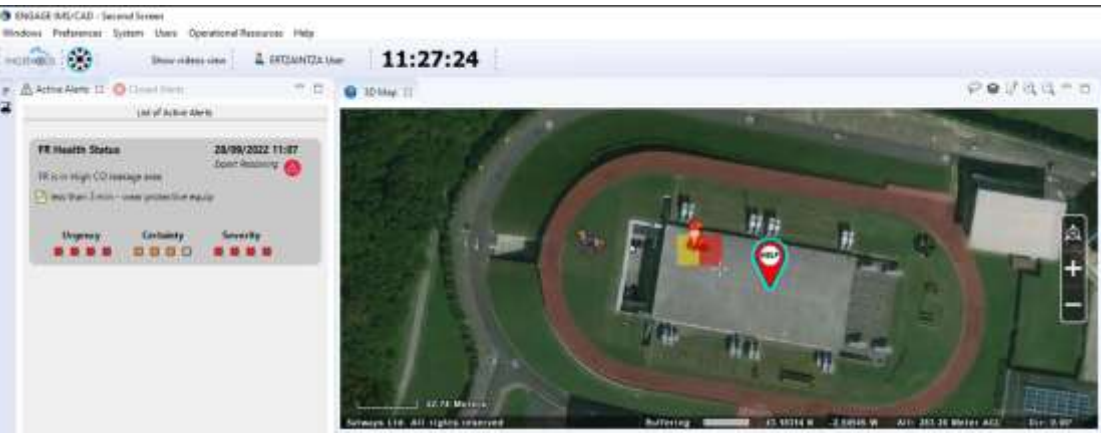 ENGAGE IMS/CAD - Second Screen
Windows Preferences System Users Operational Resources Help
Show videos view ERTZAINTZA User 11:27:24
Active Alerts Closed Alerts
3D Map
List of Active Alerts
FR Health Status 28/09/2022 11:07
Expert Reasoning
FR is in High CO leakage area
less than 3 min - wear protective equip
Urgency Certainty Severity
HELP
Meters
All rights reserved
Buffering